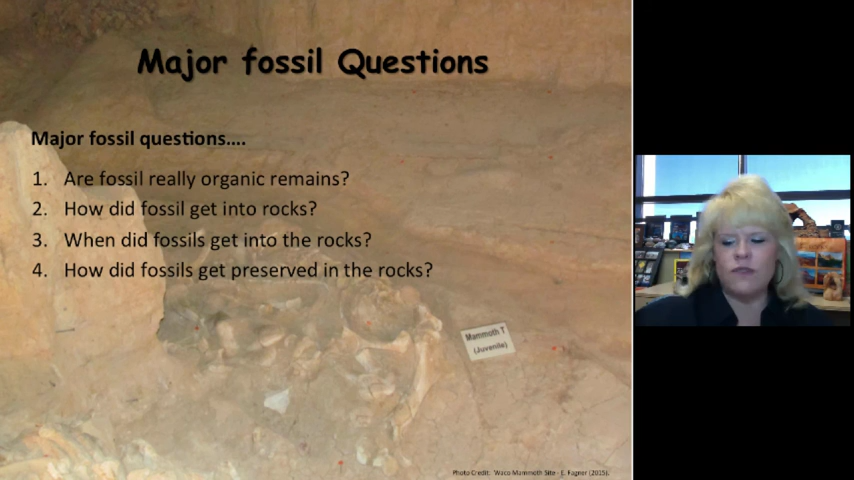 Major fossil Questions
Major fossil questions....
1. Are fossil really organic remains?
2. How did fossil get into rocks?
3. When did fossils get into the rocks?
4. How did fossils get preserved in the rocks?
Mammoth T
(Juvenile)
Photo Credit: Waco Mammoth Site - E. Fagner (2015).